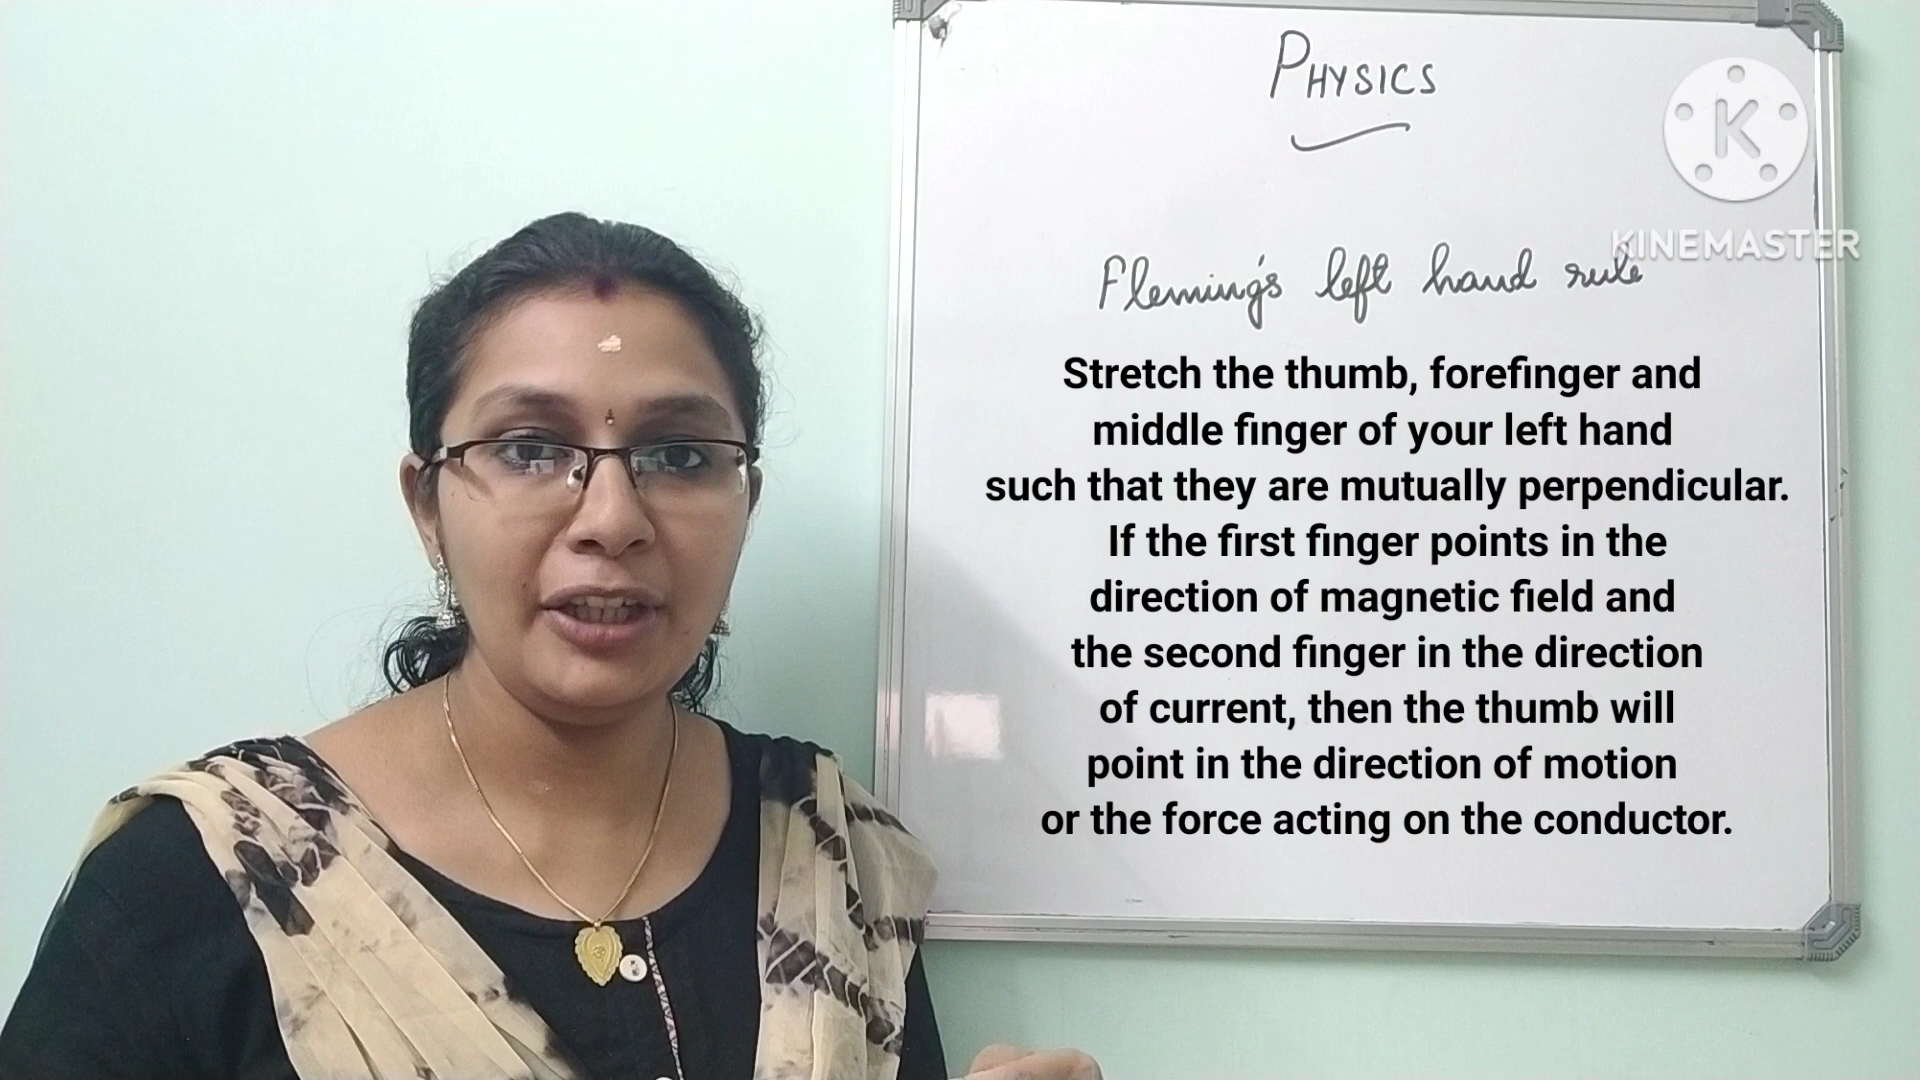 PHYSICS
K
KINEMASTER
Fleming's left hand rule
Stretch the thumb, forefinger and
middle finger of your left hand
such that they are mutually perpendicular.
If the first finger points in the
direction of magnetic field and
the second finger in the direction
of current, then the thumb will
point in the direction of motion
or the force acting on the conductor.